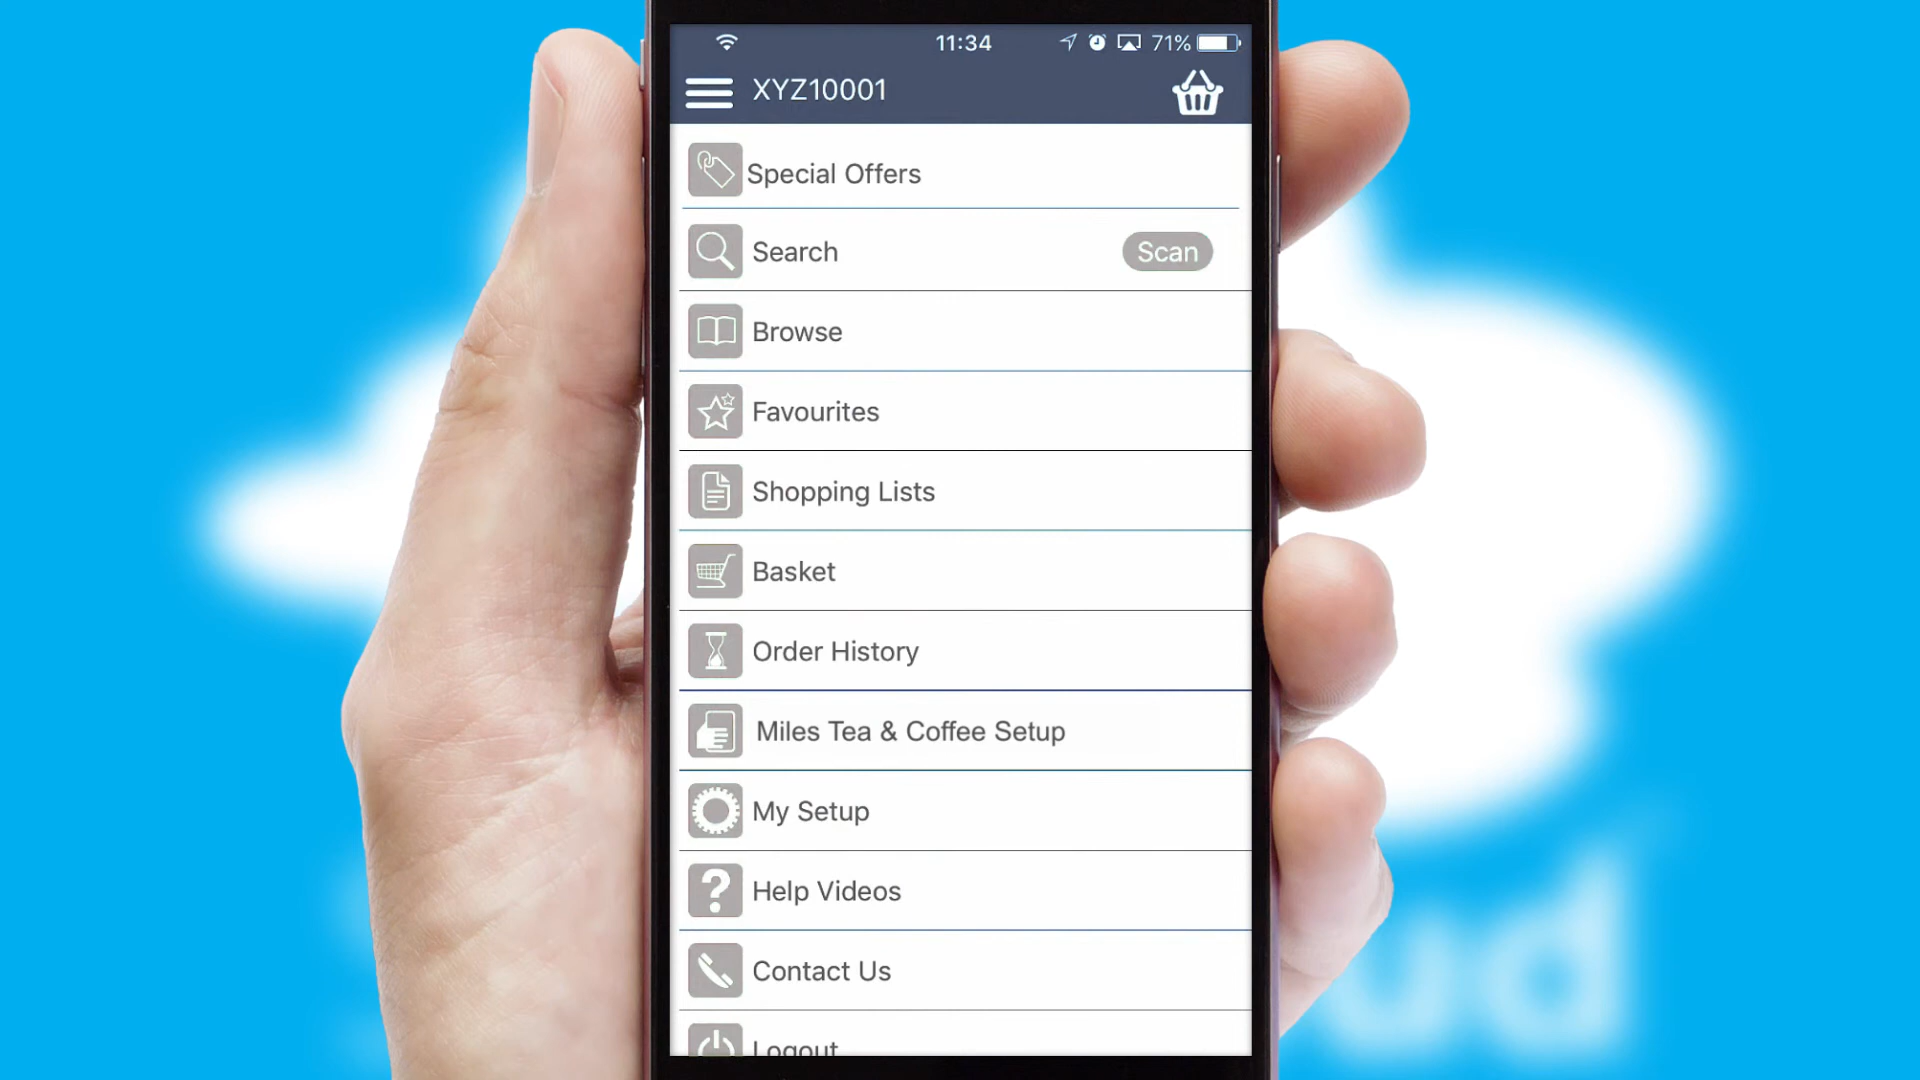 11:34
71%
XYZ10001
Special Offers
Search
Scan
Browse
Favourites
Shopping Lists
Basket
Order History
Miles Tea & Coffee Setup
My Setup
Help Videos
Contact Us
Logout